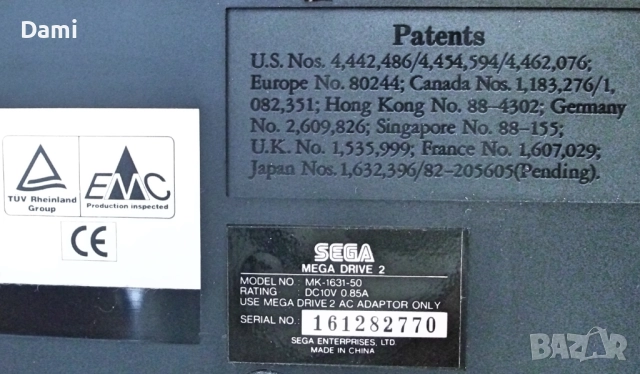 Dami
Patents
U.S. Nos. 4,442,486/4,454,594/4,462,076;
Europe No. 80244; Canada Nos. 1,183,276/1,
082,351; Hong Kong No. 88-4302; Germany
No. 2,609,826; Singapore No. 88-155;
U.K. No. 1,535,999; France No. 1,607,029;
Japan Nos. 1,632,396/82-205605(Pending).
TUV Rheinland
Group
EMC
Production inspected
CE
SEGA
MEGA DRIVE 2
MODEL NO : MK-1631-50
RATING : DC10V 0.85A
USE MEGA DRIVE 2 AC ADAPTOR ONLY
SERIAL NO.: 161282770
SEGA ENTERPRISES, LTD.
MADE IN CHINA
BAZAR